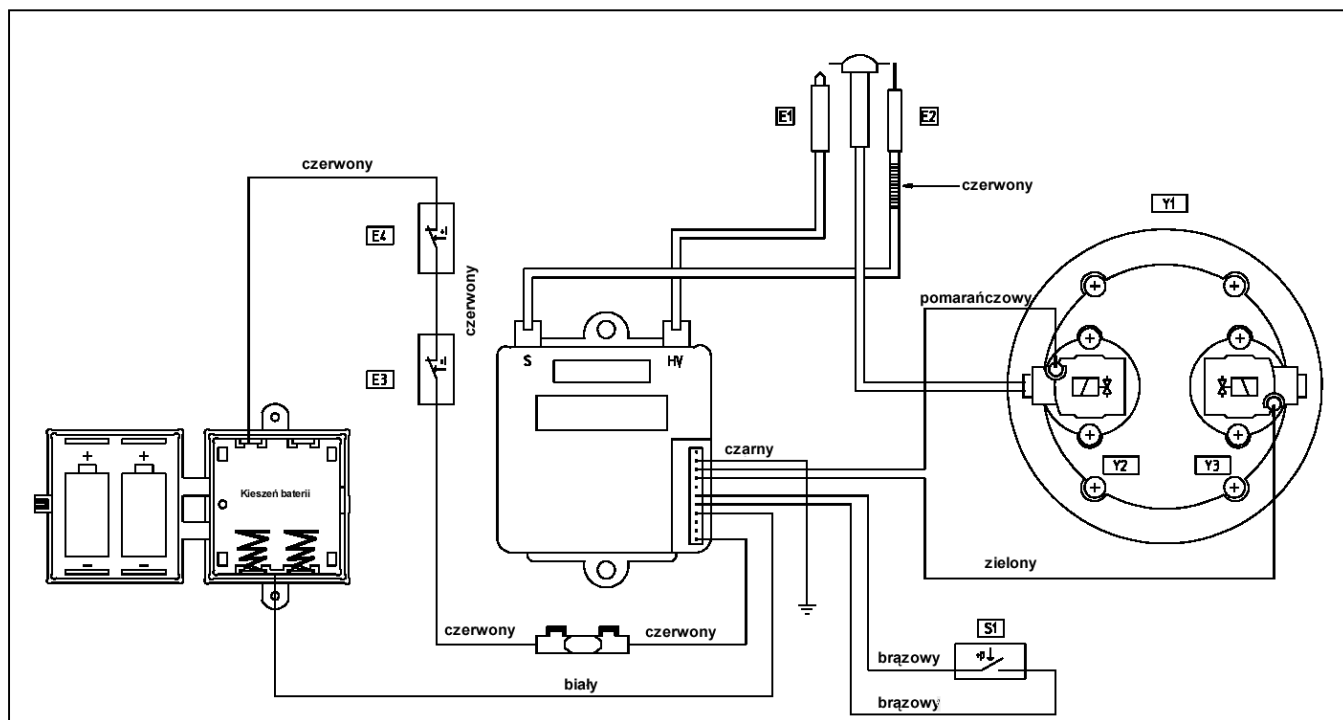 E1
E2
czerwony
czerwony
Y1
E4
czerwony
pomarańczowy
E3
S
HV
czarny
Y2
Y3
+
+
Kieszeń baterii
-
-
zielony
S1
czerwony
czerwony
brązowy
+p
biały
brązowy